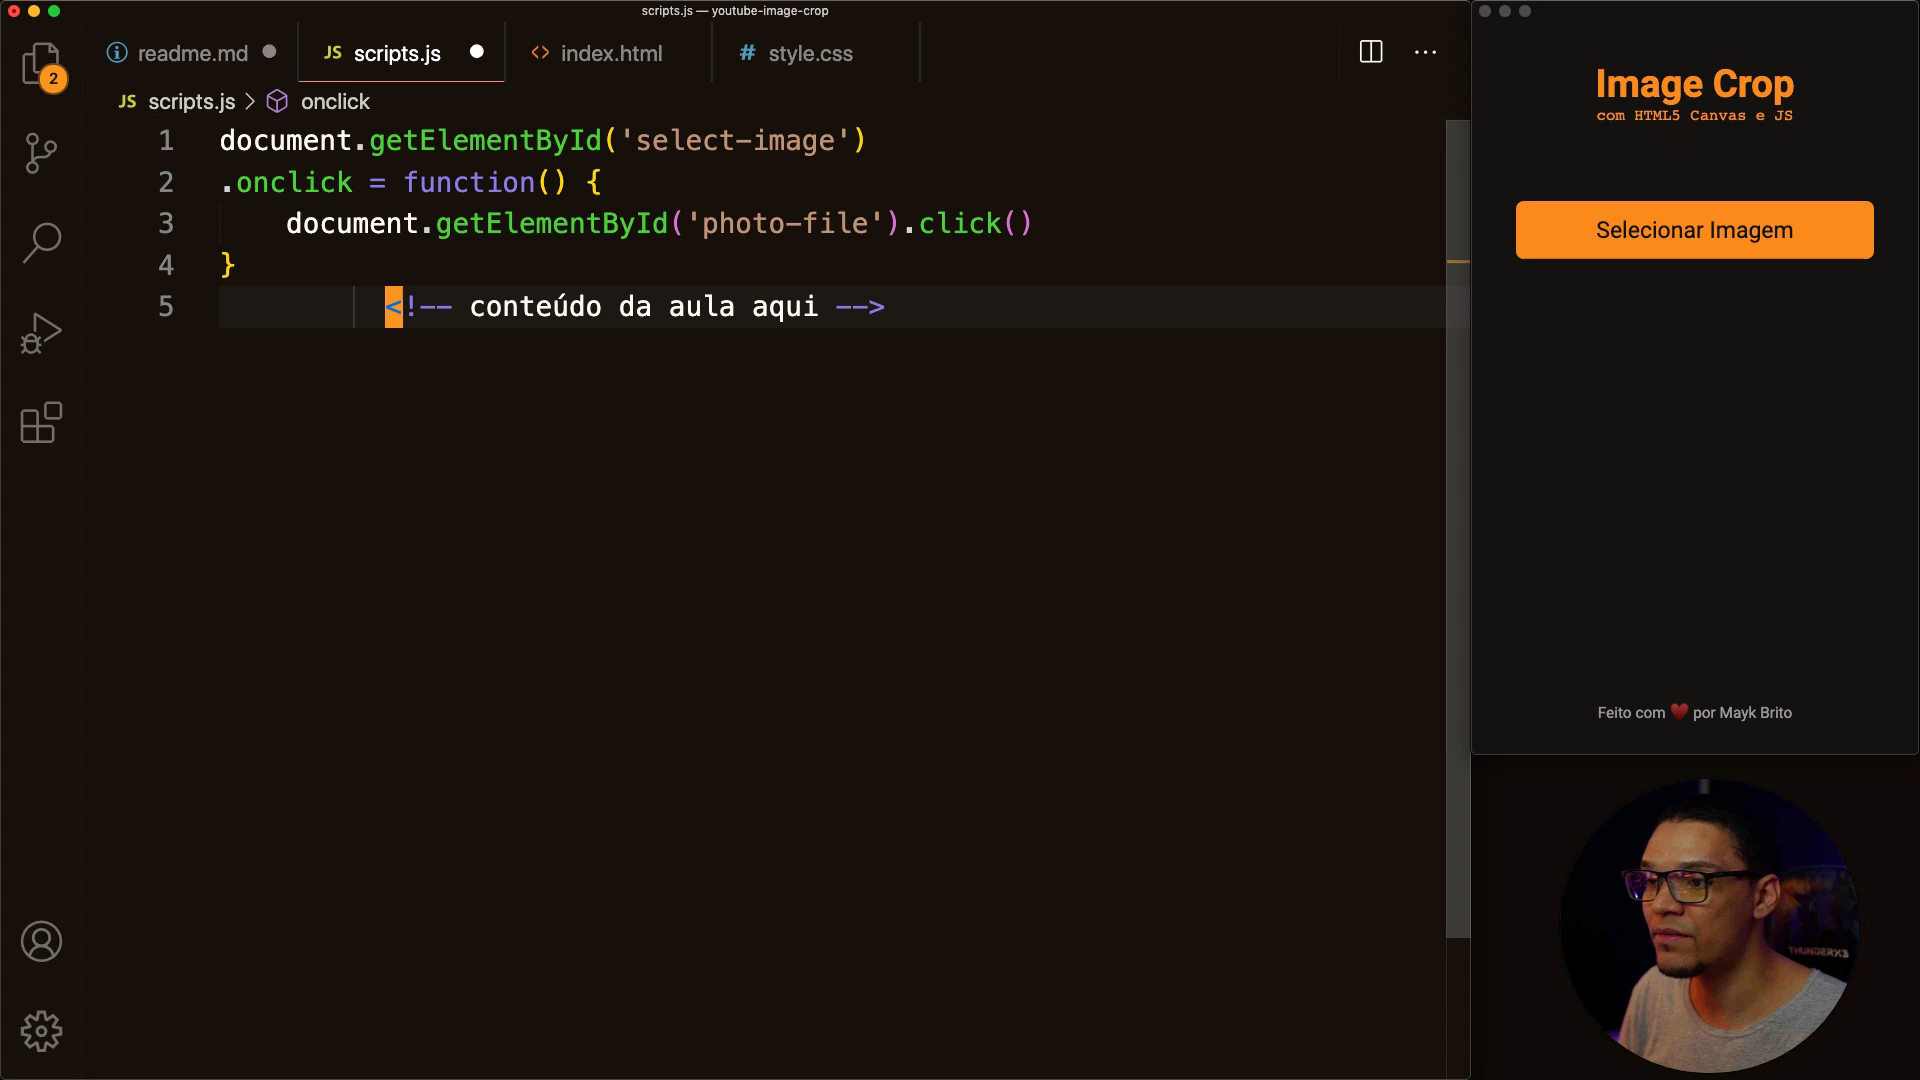 scripts.js — youtube-image-crop
2
readme.md
JS scripts.js
<> index.html
# style.css
JS scripts.js > onclick
1 document.getElementById('select-image')
2 .onclick = function() {
3 document.getElementById('photo-file').click()
4 }
5 <!-- conteúdo da aula aqui -->
Image Crop
com HTML5 Canvas e JS
Selecionar Imagem
Feito com ❤️ por Mayk Brito
THUNDERX3